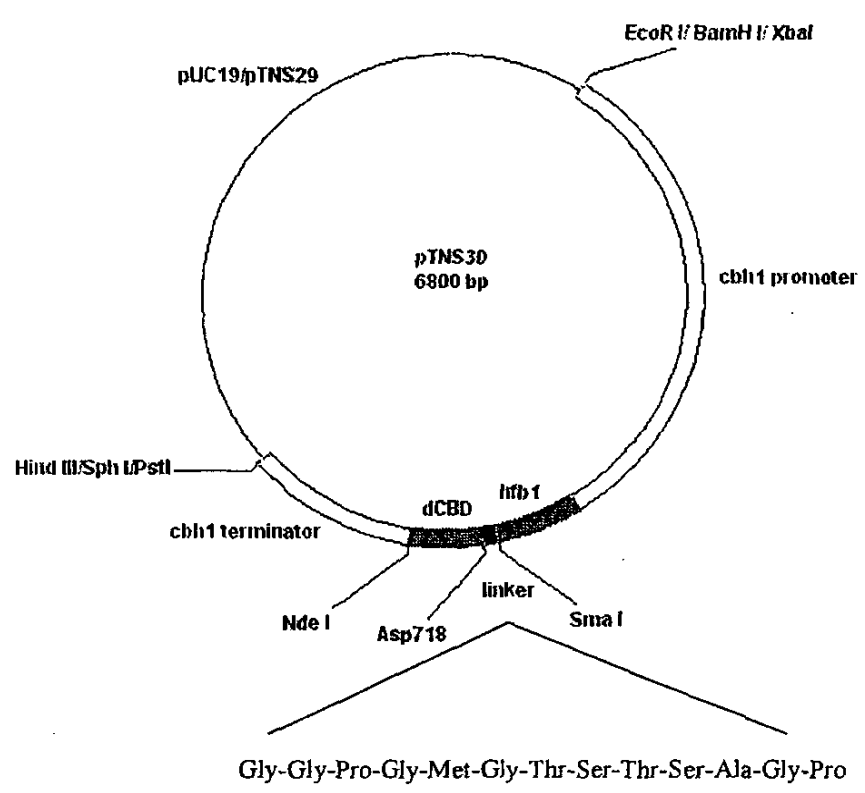 EcoR I/ BamH I/ XbaI
pUC19/pTNS29
pTNS30
6800 bp
cbh1 promoter
Hind III/Sph I/PstI
hfb1
dCBD
cbh1 terminator
linker
Nde I
Asp718
Sma I
Gly-Gly-Pro-Gly-Met-Gly-Thr-Ser-Thr-Ser-Ala-Gly-Pro